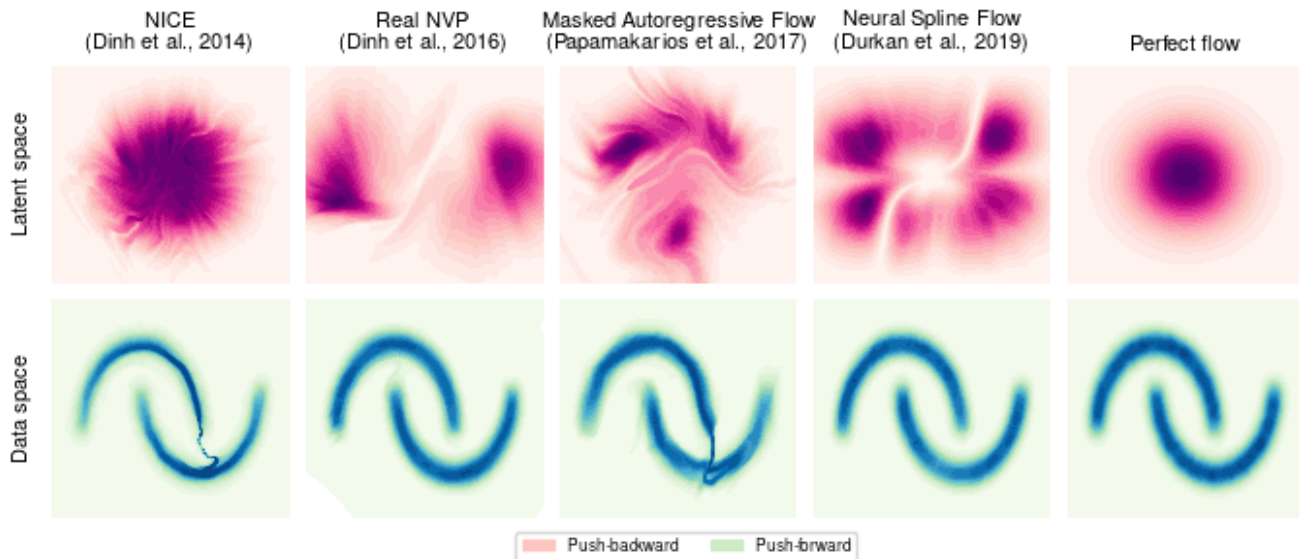 NICE
(Dinh et al., 2014)
Real NVP
(Dinh et al., 2016)
Masked Autoregressive Flow
(Papamakarios et al., 2017)
Neural Spline Flow
(Durkan et al., 2019)
Perfect flow
Latent space
Data space
Push-backward
Push-forward